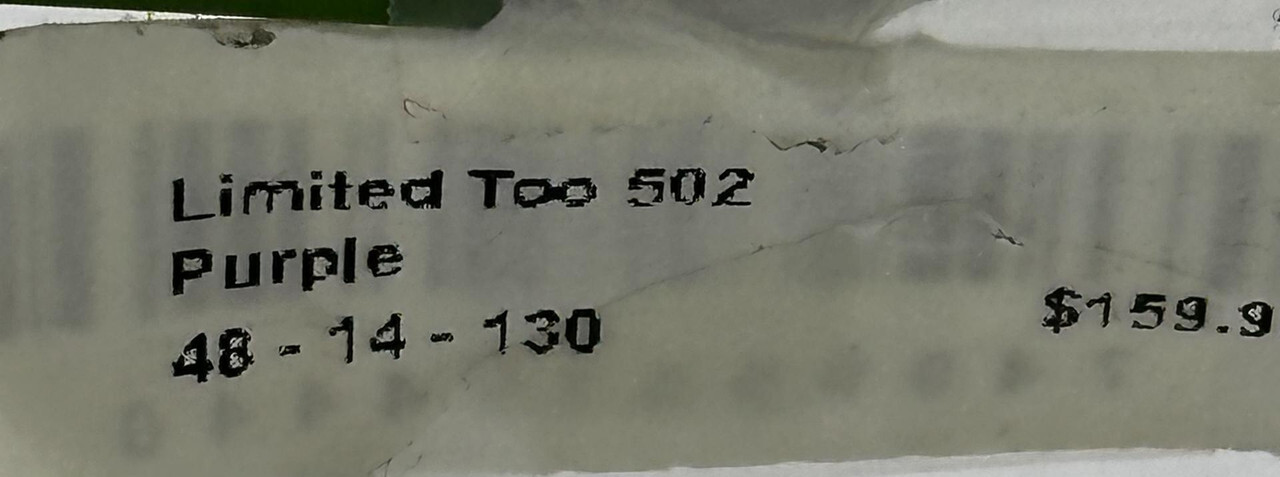 Limited Too 502
Purple
48 - 14 - 130
$159.9